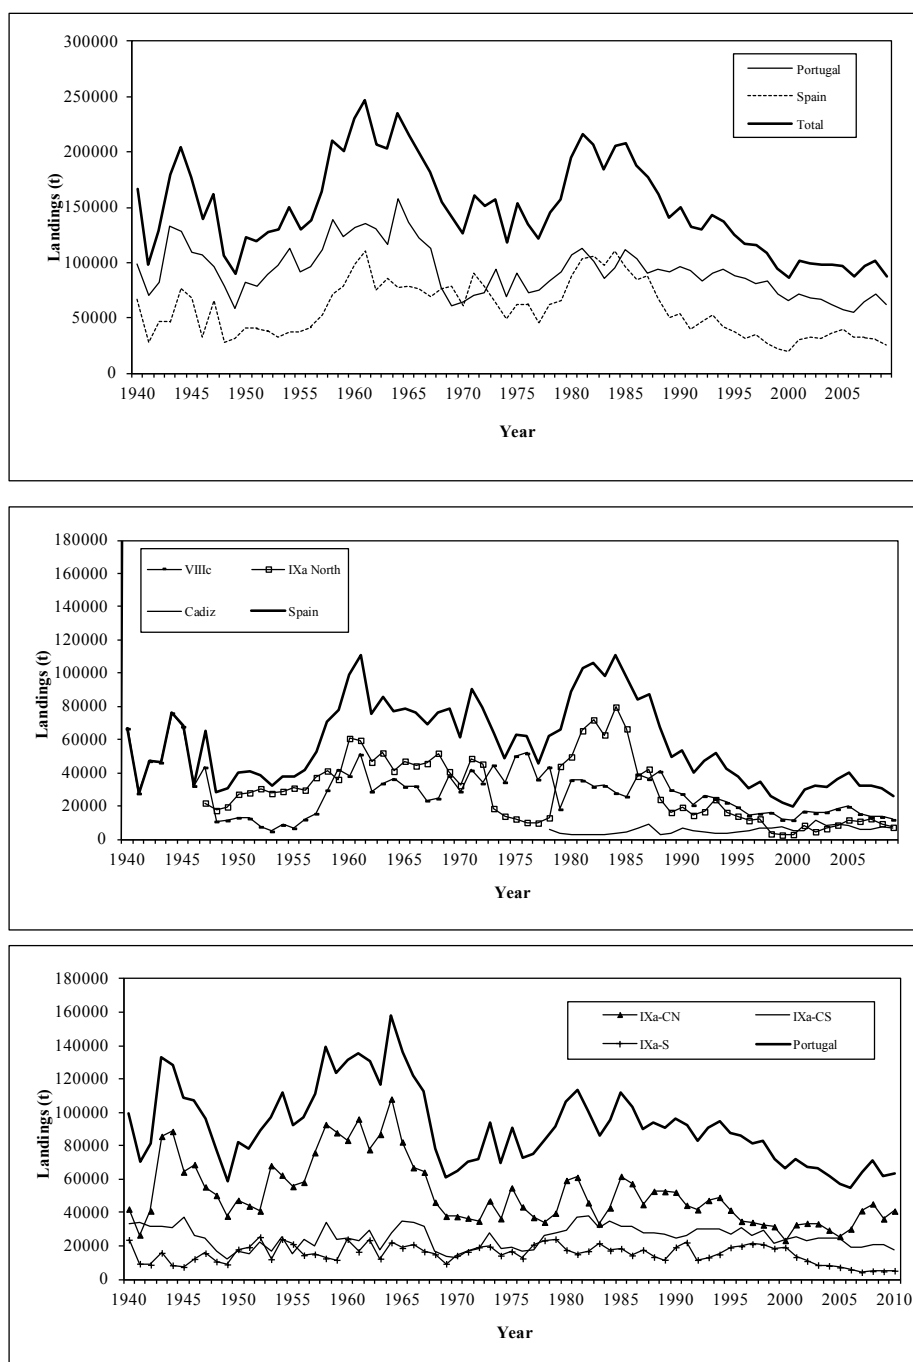 300000
250000
200000
150000
100000
50000
0
Landings (t)
Portugal
Spain
Total
1940 1945 1950 1955 1960 1965 1970 1975 1980 1985 1990 1995 2000 2005
Year
180000
160000
140000
120000
100000
80000
60000
40000
20000
0
Landings (t)
VIIIc IXa North
Cadiz Spain
1940 1945 1950 1955 1960 1965 1970 1975 1980 1985 1990 1995 2000 2005
Year
180000
160000
140000
120000
100000
80000
60000
40000
20000
0
Landings (t)
IXa-CN IXa-CS
IXa-S Portugal
1940 1945 1950 1955 1960 1965 1970 1975 1980 1985 1990 1995 2000 2005 2010
Year